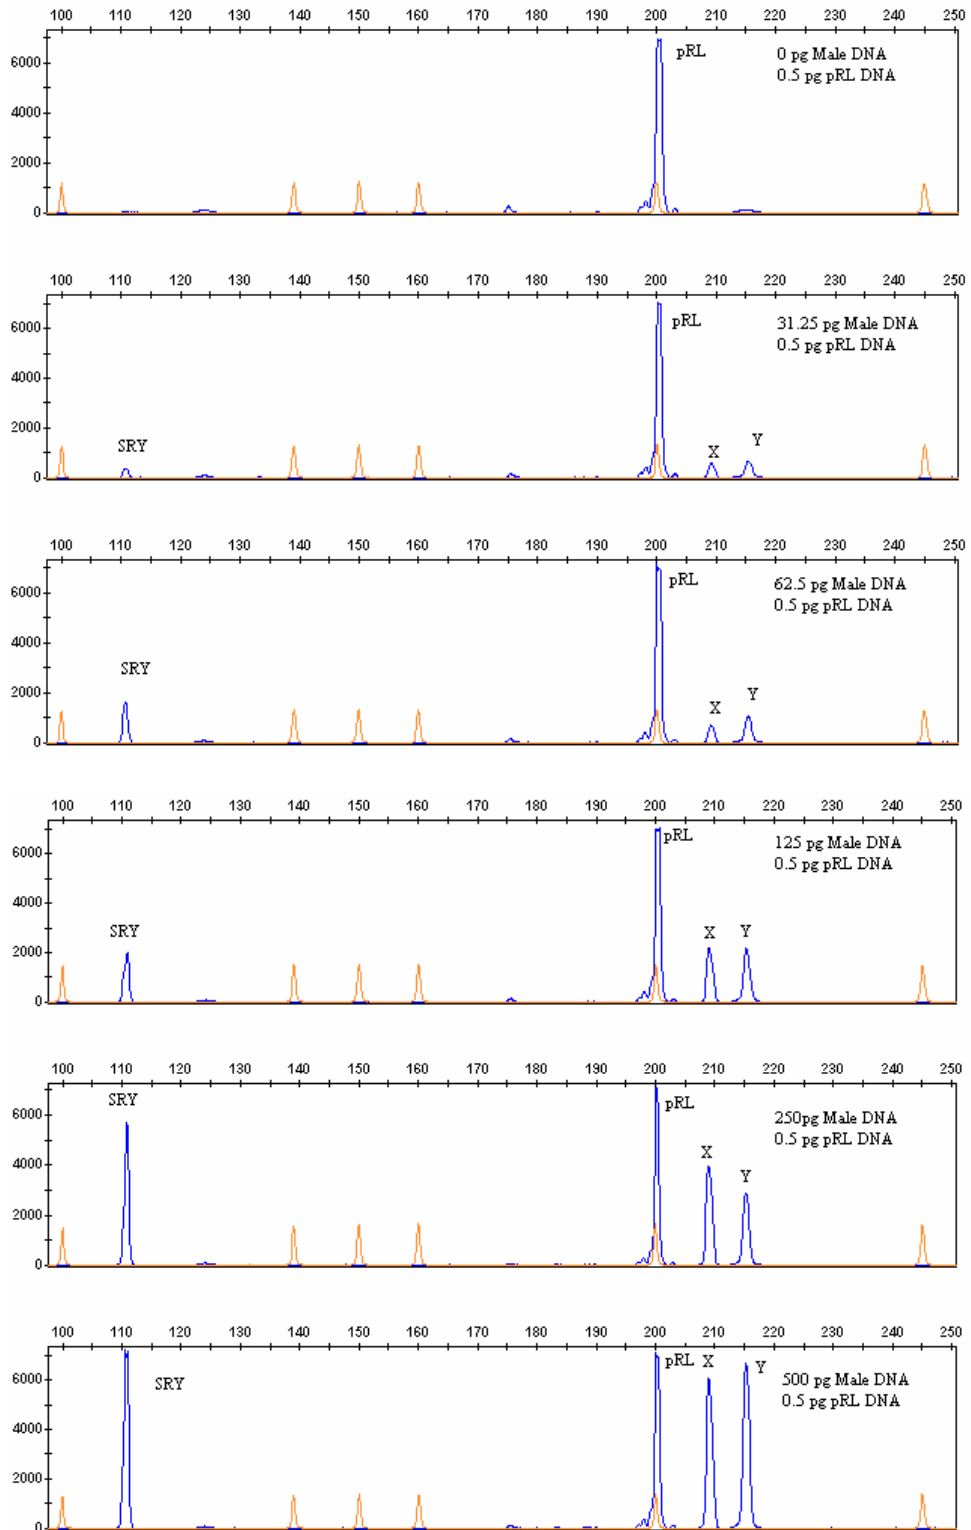 100 110 120 130 140 150 160 170 180 190 200 210 220 230 240 250
pRL
0 pg Male DNA
0.5 pg pRL DNA
6000
4000
2000
0
100 110 120 130 140 150 160 170 180 190 200 210 220 230 240 250
pRL
31.25 pg Male DNA
0.5 pg pRL DNA
6000
4000
2000
SRY
X
Y
0
100 110 120 130 140 150 160 170 180 190 200 210 220 230 240 250
pRL
62.5 pg Male DNA
0.5 pg pRL DNA
6000
4000
SRY
2000
X
Y
0
100 110 120 130 140 150 160 170 180 190 200 210 220 230 240 250
pRL
125 pg Male DNA
0.5 pg pRL DNA
6000
4000
SRY
X
Y
2000
0
100 110 120 130 140 150 160 170 180 190 200 210 220 230 240 250
SRY
pRL
250pg Male DNA
0.5 pg pRL DNA
6000
X
4000
Y
2000
0
100 110 120 130 140 150 160 170 180 190 200 210 220 230 240 250
pRL
X
Y
500 pg Male DNA
0.5 pg pRL DNA
6000
SRY
4000
2000
0